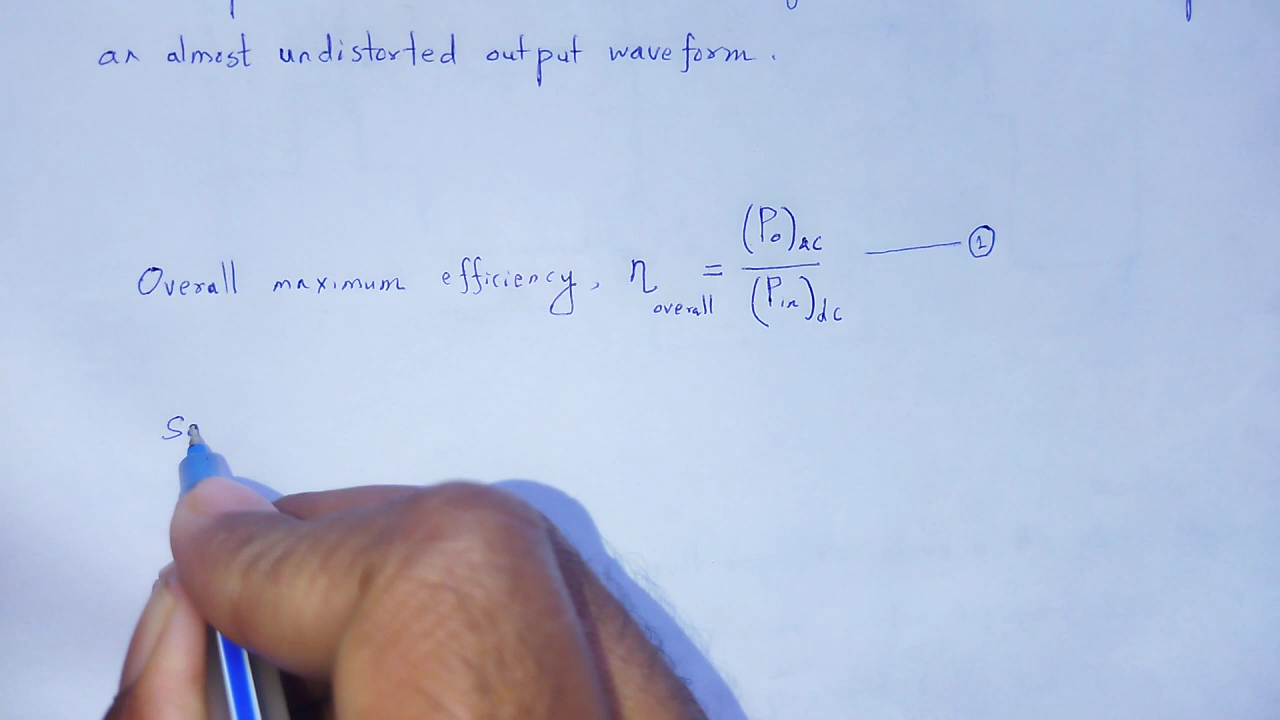 an almost undistorted output waveform.
Overall maximum efficiency, η overall = (Po)ac / (Pin)dc —— ①